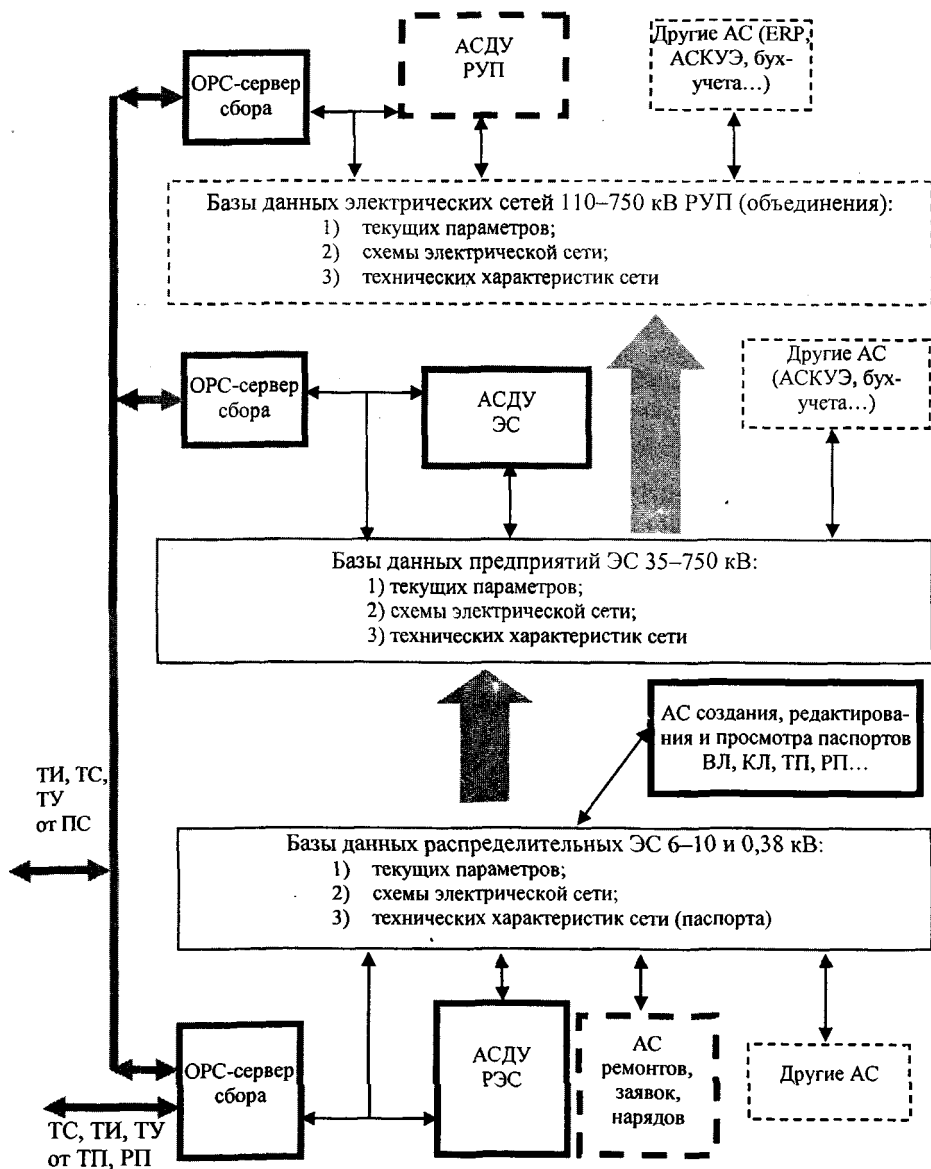 ОРС-сервер
сбора
АСДУ
РУП
Другие АС (ERP,
АСКУЭ, бух-
учета...)
Базы данных электрических сетей 110–750 кВ РУП (объединения):
1) текущих параметров;
2) схемы электрической сети;
3) технических характеристик сети
ОРС-сервер
сбора
АСДУ
ЭС
Другие АС
(АСКУЭ, бух-
учета...)
Базы данных предприятий ЭС 35–750 кВ:
1) текущих параметров;
2) схемы электрической сети;
3) технических характеристик сети
АС создания, редактирова-
ния и просмотра паспортов
ВЛ, КЛ, ТП, РП...
ТИ, ТС,
ТУ
от ПС
Базы данных распределительных ЭС 6–10 и 0,38 кВ:
1) текущих параметров;
2) схемы электрической сети;
3) технических характеристик сети (паспорта)
ОРС-сервер
сбора
АСДУ
РЭС
АС
ремонтов,
заявок,
нарядов
Другие АС
ТС, ТИ, ТУ
от ТП, РП